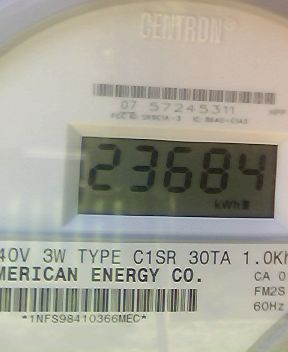 CENTRON
07 57245311
23684
kWh
40V 3W TYPE C1SR 30TA 1.0Kh
MERICAN ENERGY CO.
CA 0
FM2S
60Hz
*1NFS98410366MEC*